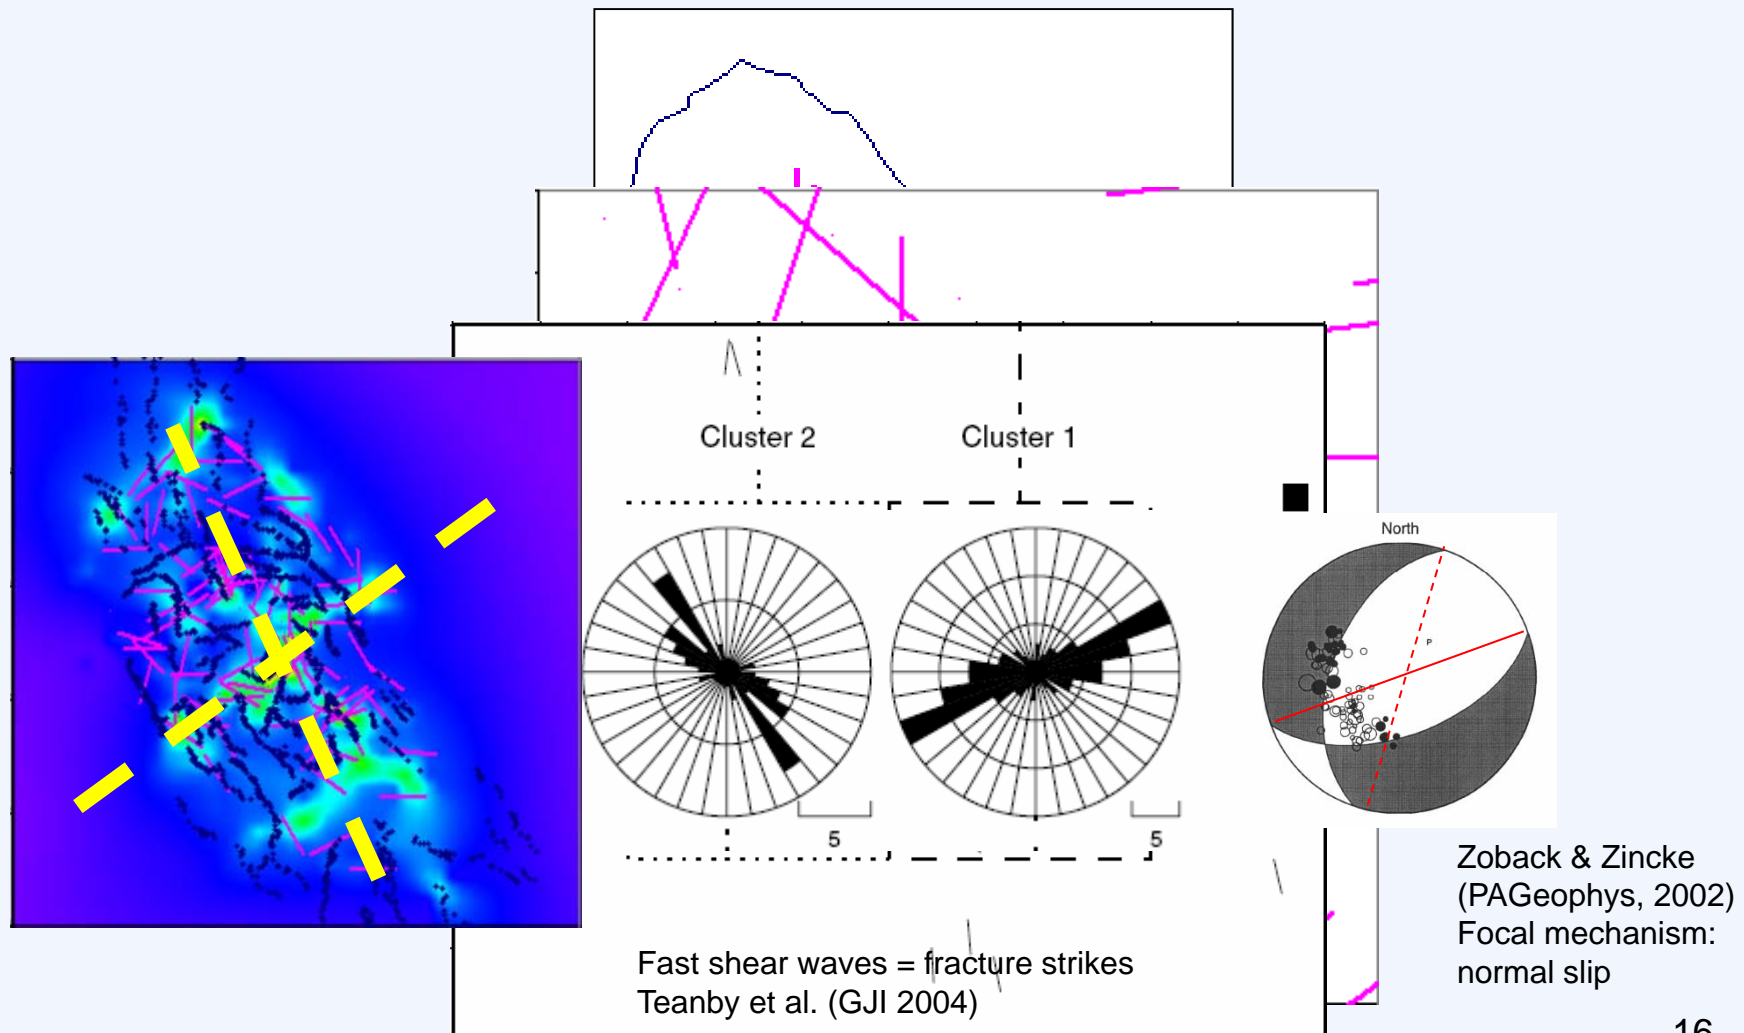 Cluster 2
Cluster 1
North
P
5
5
Zoback & Zincke
(PAGeophys, 2002)
Focal mechanism:
normal slip
Fast shear waves = fracture strikes
Teanby et al. (GJI 2004)
16